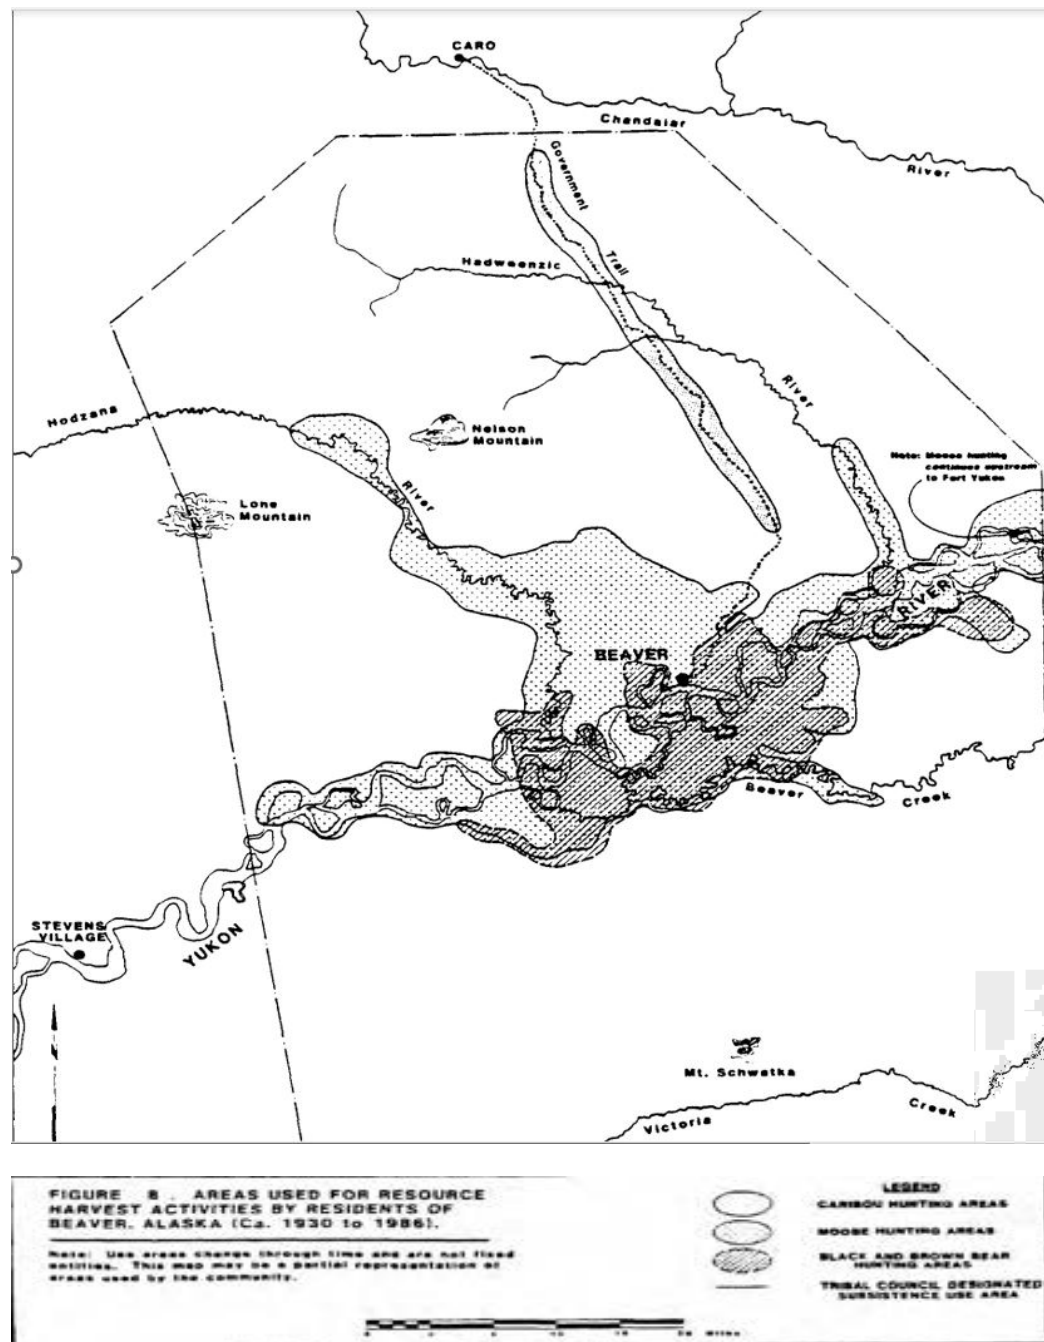 CARO
Chandalar
River
Government
Trail
Hadweenzic
River
Hodzana
River
Nelson
Mountain
Note: Moose hunting
continues upstream
to Fort Yukon
Lone
Mountain
RIVER
BEAVER
Beaver
Creek
STEVENS
VILLAGE
YUKON
Mt. Schwatka
Victoria
Creek
FIGURE 8. AREAS USED FOR RESOURCE
HARVEST ACTIVITIES BY RESIDENTS OF
BEAVER, ALASKA (Ca. 1930 to 1986).
Note: Use areas change through time and are not fixed
entities. This map may be a partial representation of
areas used by the community.
LEGEND
CARIBOU HUNTING AREAS
MOOSE HUNTING AREAS
BLACK AND BROWN BEAR
HUNTING AREAS
TRIBAL COUNCIL DESIGNATED
SUBSISTENCE USE AREA
MILES